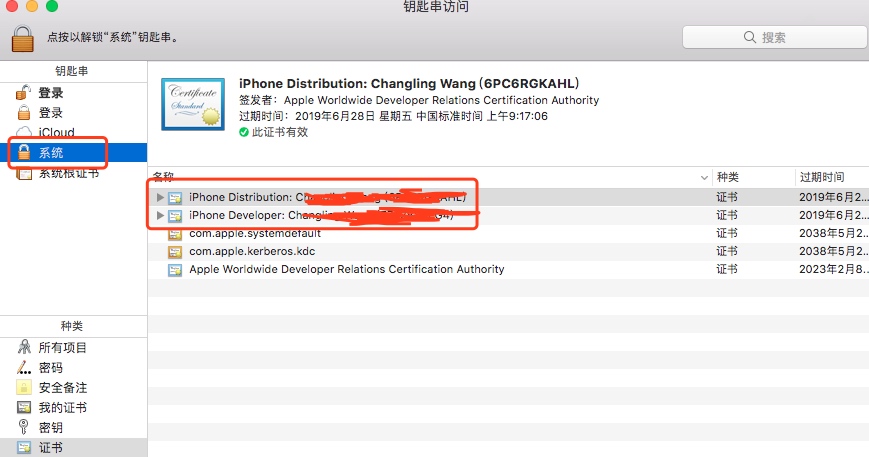 钥匙串访问
点按以解锁“系统”钥匙串。
搜索
钥匙串
登录
登录
iCloud
系统
系统根证书
iPhone Distribution: Changling Wang (6PC6RGKAHL)
签发者: Apple Worldwide Developer Relations Certification Authority
过期时间: 2019年6月28日 星期五 中国标准时间 上午9:17:06
此证书有效
名称 种类 过期时间
iPhone Distribution: AHL) 证书 2019年6月2...
iPhone Developer: Changling 证书 2019年6月2...
com.apple.systemdefault 证书 2038年5月2...
com.apple.kerberos.kdc 证书 2038年5月2...
Apple Worldwide Developer Relations Certification Authority 证书 2023年2月8...
种类
所有项目
密码
安全备注
我的证书
密钥
证书